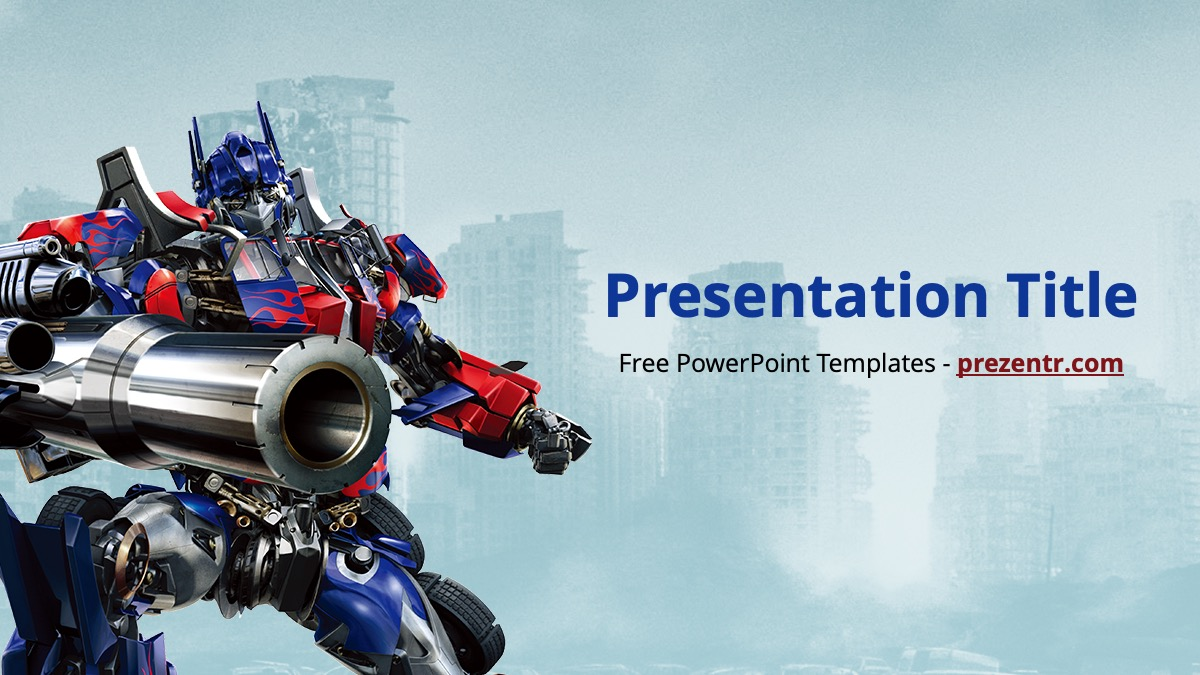 Presentation Title
Free PowerPoint Templates - prezentr.com